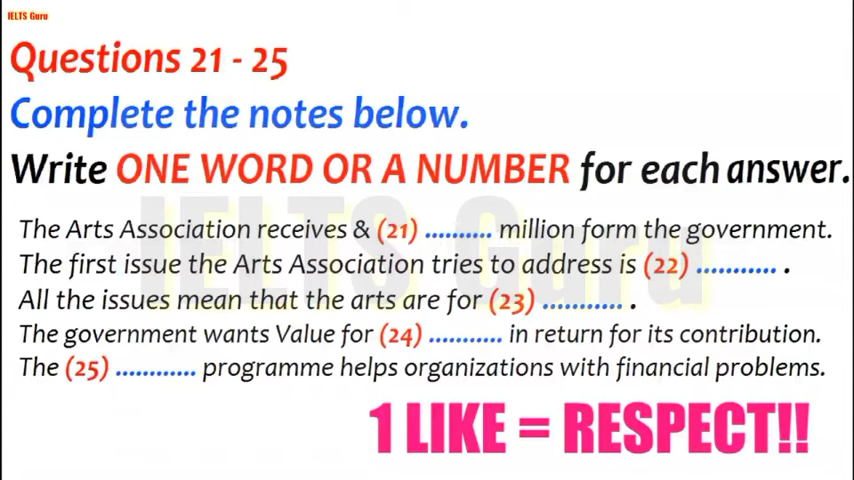 IELTS Guru
Questions 21 - 25
Complete the notes below.
Write ONE WORD OR A NUMBER for each answer.
The Arts Association receives & (21) .......... million form the government.
The first issue the Arts Association tries to address is (22) ............ .
All the issues mean that the arts are for (23) ............ .
The government wants Value for (24) ........... in return for its contribution.
The (25) ............ programme helps organizations with financial problems.
IELTS Guru
1 LIKE = RESPECT!!